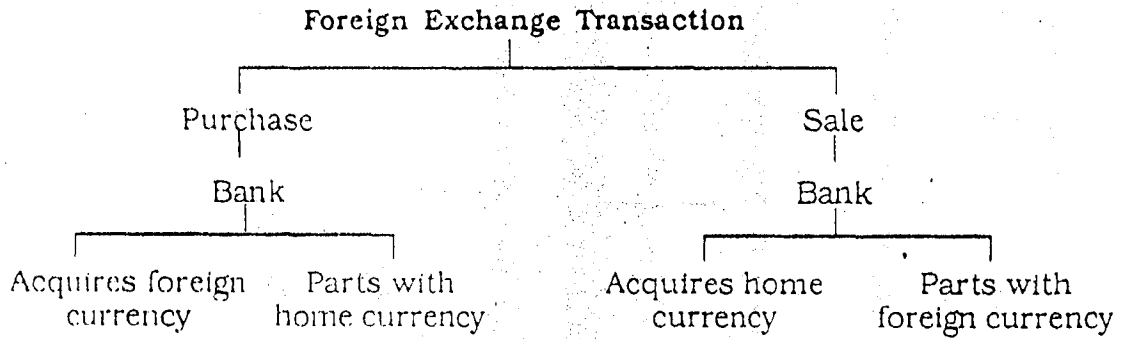 Foreign Exchange Transaction
Purchase
Sale
Bank
Bank
Acquires foreign
currency
Parts with
home currency
Acquires home
currency
Parts with
foreign currency